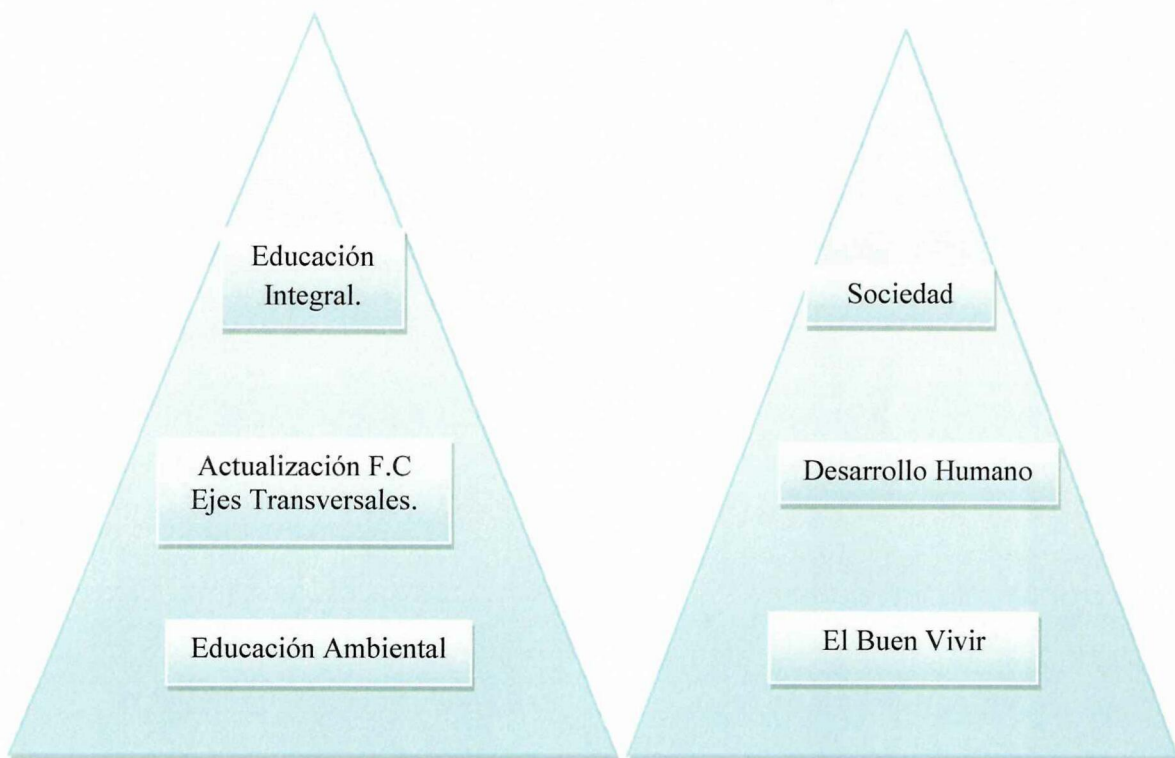 Educación
Integral.
Actualización F.C
Ejes Transversales.
Educación Ambiental
Sociedad
Desarrollo Humano
El Buen Vivir